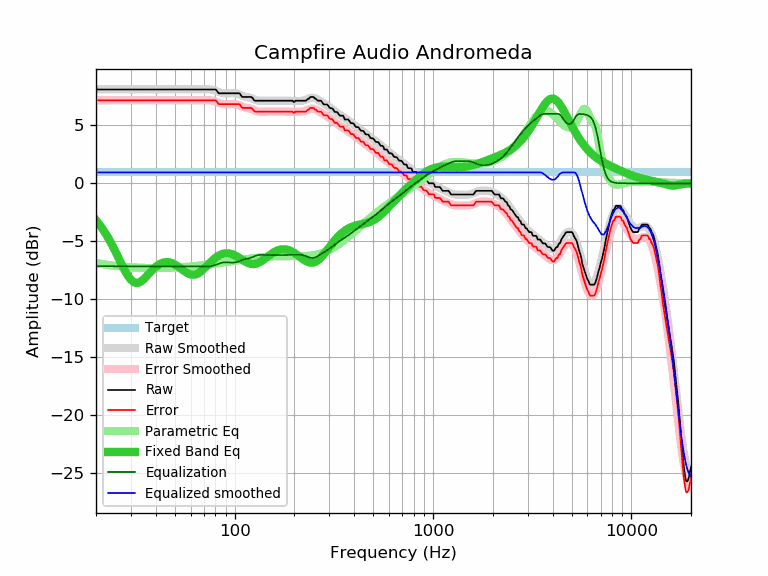 Campfire Audio Andromeda
Amplitude (dBr)
5
0
−5
−10
−15
−20
−25
Target
Raw Smoothed
Error Smoothed
Raw
Error
Parametric Eq
Fixed Band Eq
Equalization
Equalized smoothed
100
1000
10000
Frequency (Hz)